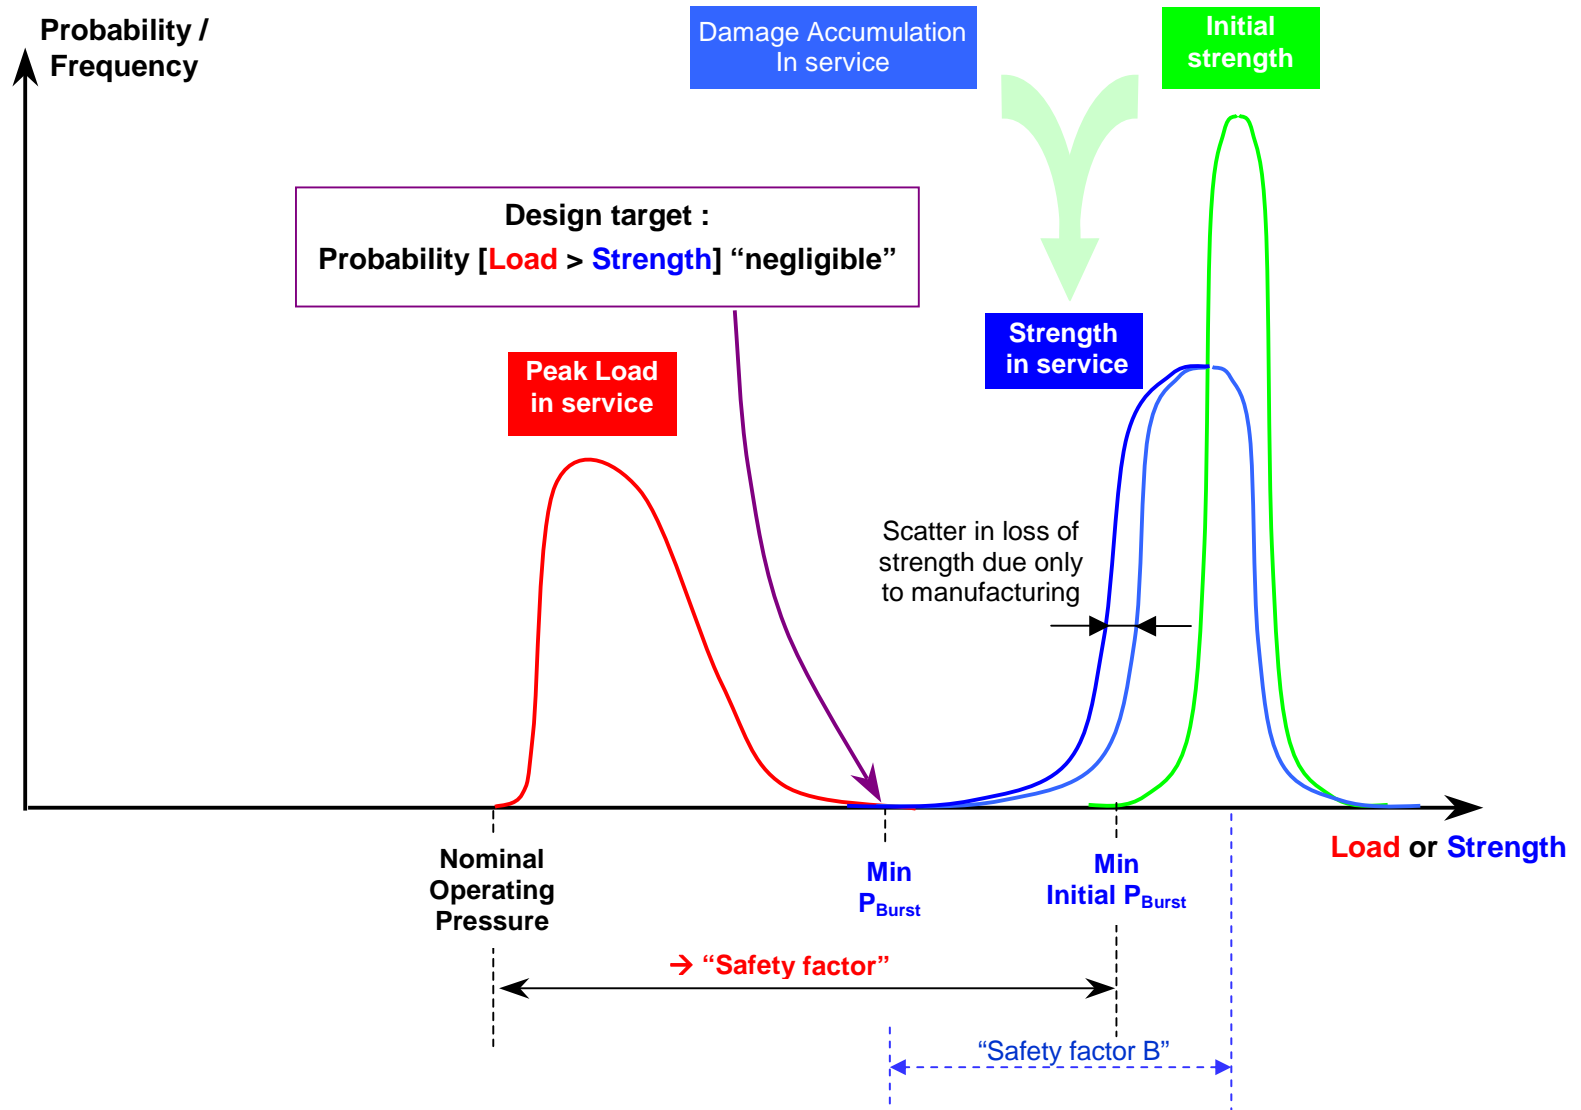 Probability /
Frequency
Damage Accumulation
In service
Initial
strength
Design target :
Probability [Load > Strength] “negligible”
Strength
in service
Peak Load
in service
Scatter in loss of
strength due only
to manufacturing
Load or Strength
Nominal
Operating
Pressure
Min
PBurst
Min
Initial PBurst
→ “Safety factor”
“Safety factor B”